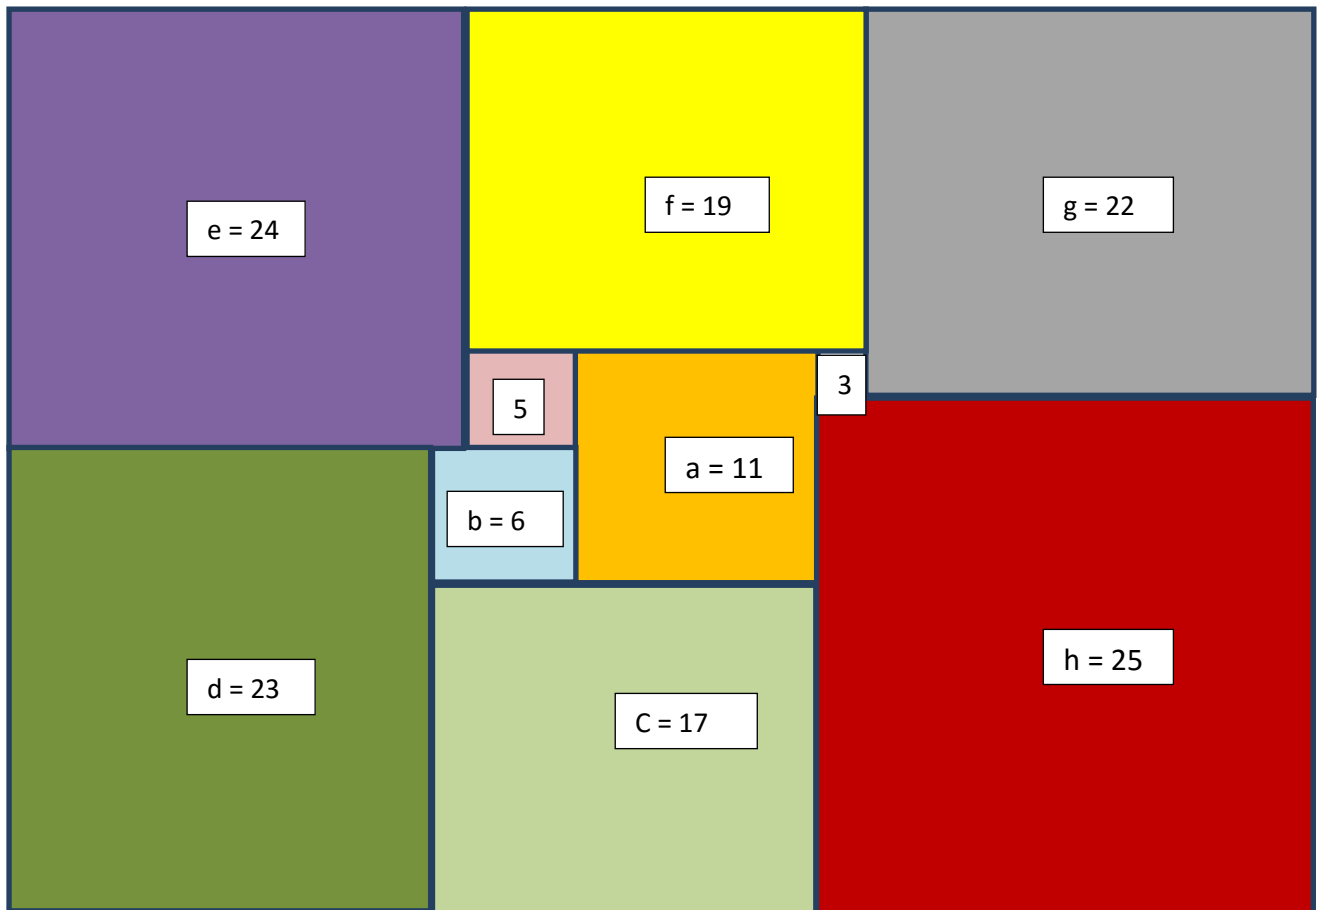 e = 24
f = 19
g = 22
5
3
a = 11
b = 6
d = 23
C = 17
h = 25